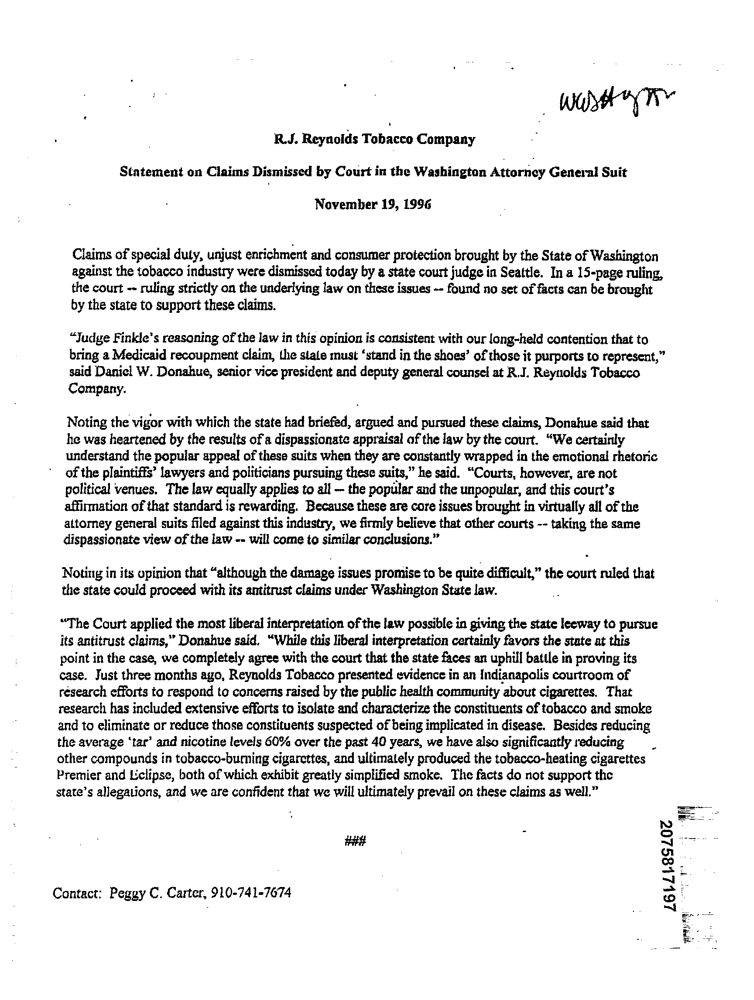 Washington
R.J. Reynolds Tobacco Company
Statement on Claims Dismissed by Court in the Washington Attorney General Suit
November 19, 1996
Claims of special duty, unjust enrichment and consumer protection brought by the State of Washington
against the tobacco industry were dismissed today by a state court judge in Seattle. In a 15-page ruling,
the court -- ruling strictly on the underlying law on these issues -- found no set of facts can be brought
by the state to support these claims.
"Judge Finkle's reasoning of the law in this opinion is consistent with our long-held contention that to
bring a Medicaid recoupment claim, the state must 'stand in the shoes' of those it purports to represent,"
said Daniel W. Donahue, senior vice president and deputy general counsel at R.J. Reynolds Tobacco
Company.
Noting the vigor with which the state had briefed, argued and pursued these claims, Donahue said that
he was heartened by the results of a dispassionate appraisal of the law by the court. "We certainly
understand the popular appeal of these suits when they are constantly wrapped in the emotional rhetoric
of the plaintiffs' lawyers and politicians pursuing these suits," he said. "Courts, however, are not
political venues. The law equally applies to all -- the popular and the unpopular, and this court's
affirmation of that standard is rewarding. Because these are core issues brought in virtually all of the
attorney general suits filed against this industry, we firmly believe that other courts -- taking the same
dispassionate view of the law -- will come to similar conclusions."
Noting in its opinion that "although the damage issues promise to be quite difficult," the court ruled that
the state could proceed with its antitrust claims under Washington State law.
"The Court applied the most liberal interpretation of the law possible in giving the state leeway to pursue
its antitrust claims," Donahue said. "While this liberal interpretation certainly favors the state at this
point in the case, we completely agree with the court that the state faces an uphill battle in proving its
case. Just three months ago, Reynolds Tobacco presented evidence in an Indianapolis courtroom of
research efforts to respond to concerns raised by the public health community about cigarettes. That
research has included extensive efforts to isolate and characterize the constituents of tobacco and smoke
and to eliminate or reduce those constituents suspected of being implicated in disease. Besides reducing
the average 'tar' and nicotine levels 60% over the past 40 years, we have also significantly reducing
other compounds in tobacco-burning cigarettes, and ultimately produced the tobacco-heating cigarettes
Premier and Eclipse, both of which exhibit greatly simplified smoke. The facts do not support the
state's allegations, and we are confident that we will ultimately prevail on these claims as well."
###
Contact: Peggy C. Carter, 910-741-7674
2075817197